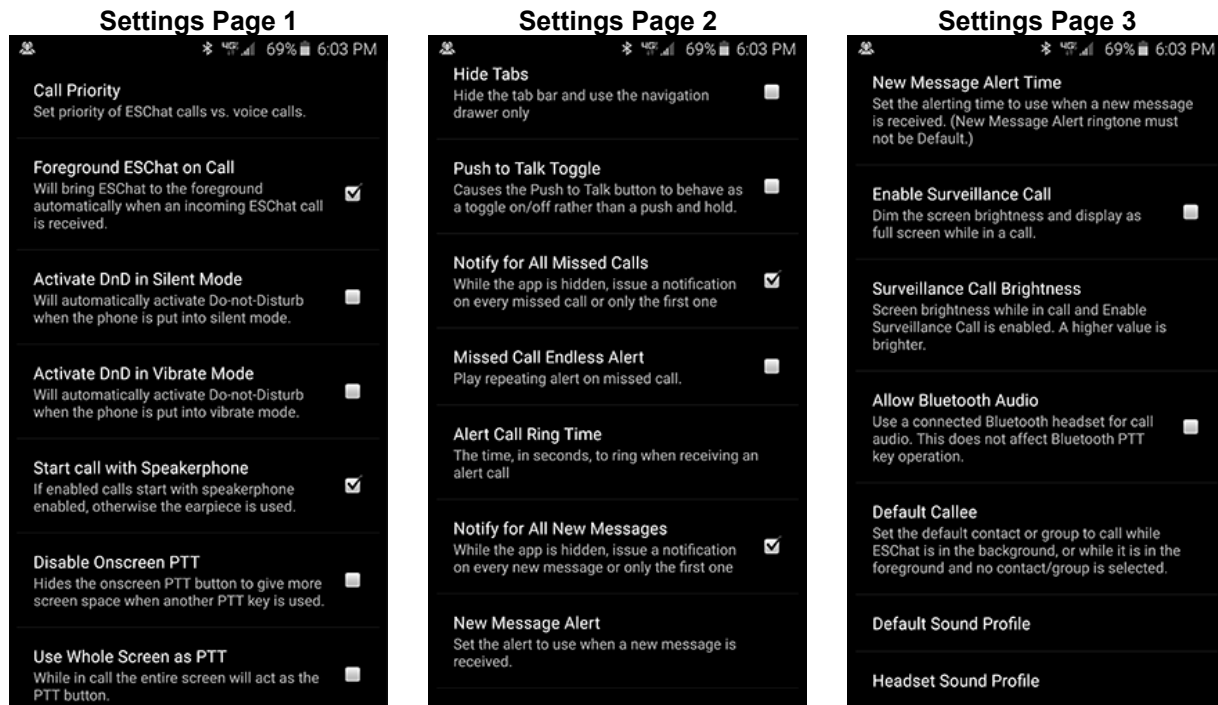 Settings Page 1
69% 6:03 PM
Call Priority
Set priority of ESChat calls vs. voice calls.
Foreground ESChat on Call
Will bring ESChat to the foreground
automatically when an incoming ESChat call
is received.
Activate DnD in Silent Mode
Will automatically activate Do-not-Disturb
when the phone is put into silent mode.
Activate DnD in Vibrate Mode
Will automatically activate Do-not-Disturb
when the phone is put into vibrate mode.
Start call with Speakerphone
If enabled calls start with speakerphone
enabled, otherwise the earpiece is used.
Disable Onscreen PTT
Hides the onscreen PTT button to give more
screen space when another PTT key is used.
Use Whole Screen as PTT
While in call the entire screen will act as the
PTT button.
Settings Page 2
69% 6:03 PM
Hide Tabs
Hide the tab bar and use the navigation
drawer only
Push to Talk Toggle
Causes the Push to Talk button to behave as
a toggle on/off rather than a push and hold.
Notify for All Missed Calls
While the app is hidden, issue a notification
on every missed call or only the first one
Missed Call Endless Alert
Play repeating alert on missed call.
Alert Call Ring Time
The time, in seconds, to ring when receiving an
alert call
Notify for All New Messages
While the app is hidden, issue a notification
on every new message or only the first one
New Message Alert
Set the alert to use when a new message is
received.
Settings Page 3
69% 6:03 PM
New Message Alert Time
Set the alerting time to use when a new message
is received. (New Message Alert ringtone must
not be Default.)
Enable Surveillance Call
Dim the screen brightness and display as
full screen while in a call.
Surveillance Call Brightness
Screen brightness while in call and Enable
Surveillance Call is enabled. A higher value is
brighter.
Allow Bluetooth Audio
Use a connected Bluetooth headset for call
audio. This does not affect Bluetooth PTT
key operation.
Default Callee
Set the default contact or group to call while
ESChat is in the background, or while it is in the
foreground and no contact/group is selected.
Default Sound Profile
Headset Sound Profile